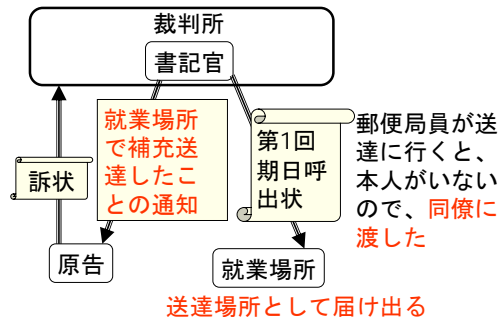 裁判所
書記官
就業場所
で補充送
達したこ
との通知
第1回
期日呼
出状
郵便局員が送
達に行くと、
本人がいない
ので、同僚に
渡した
訴状
原告
就業場所
送達場所として届け出る